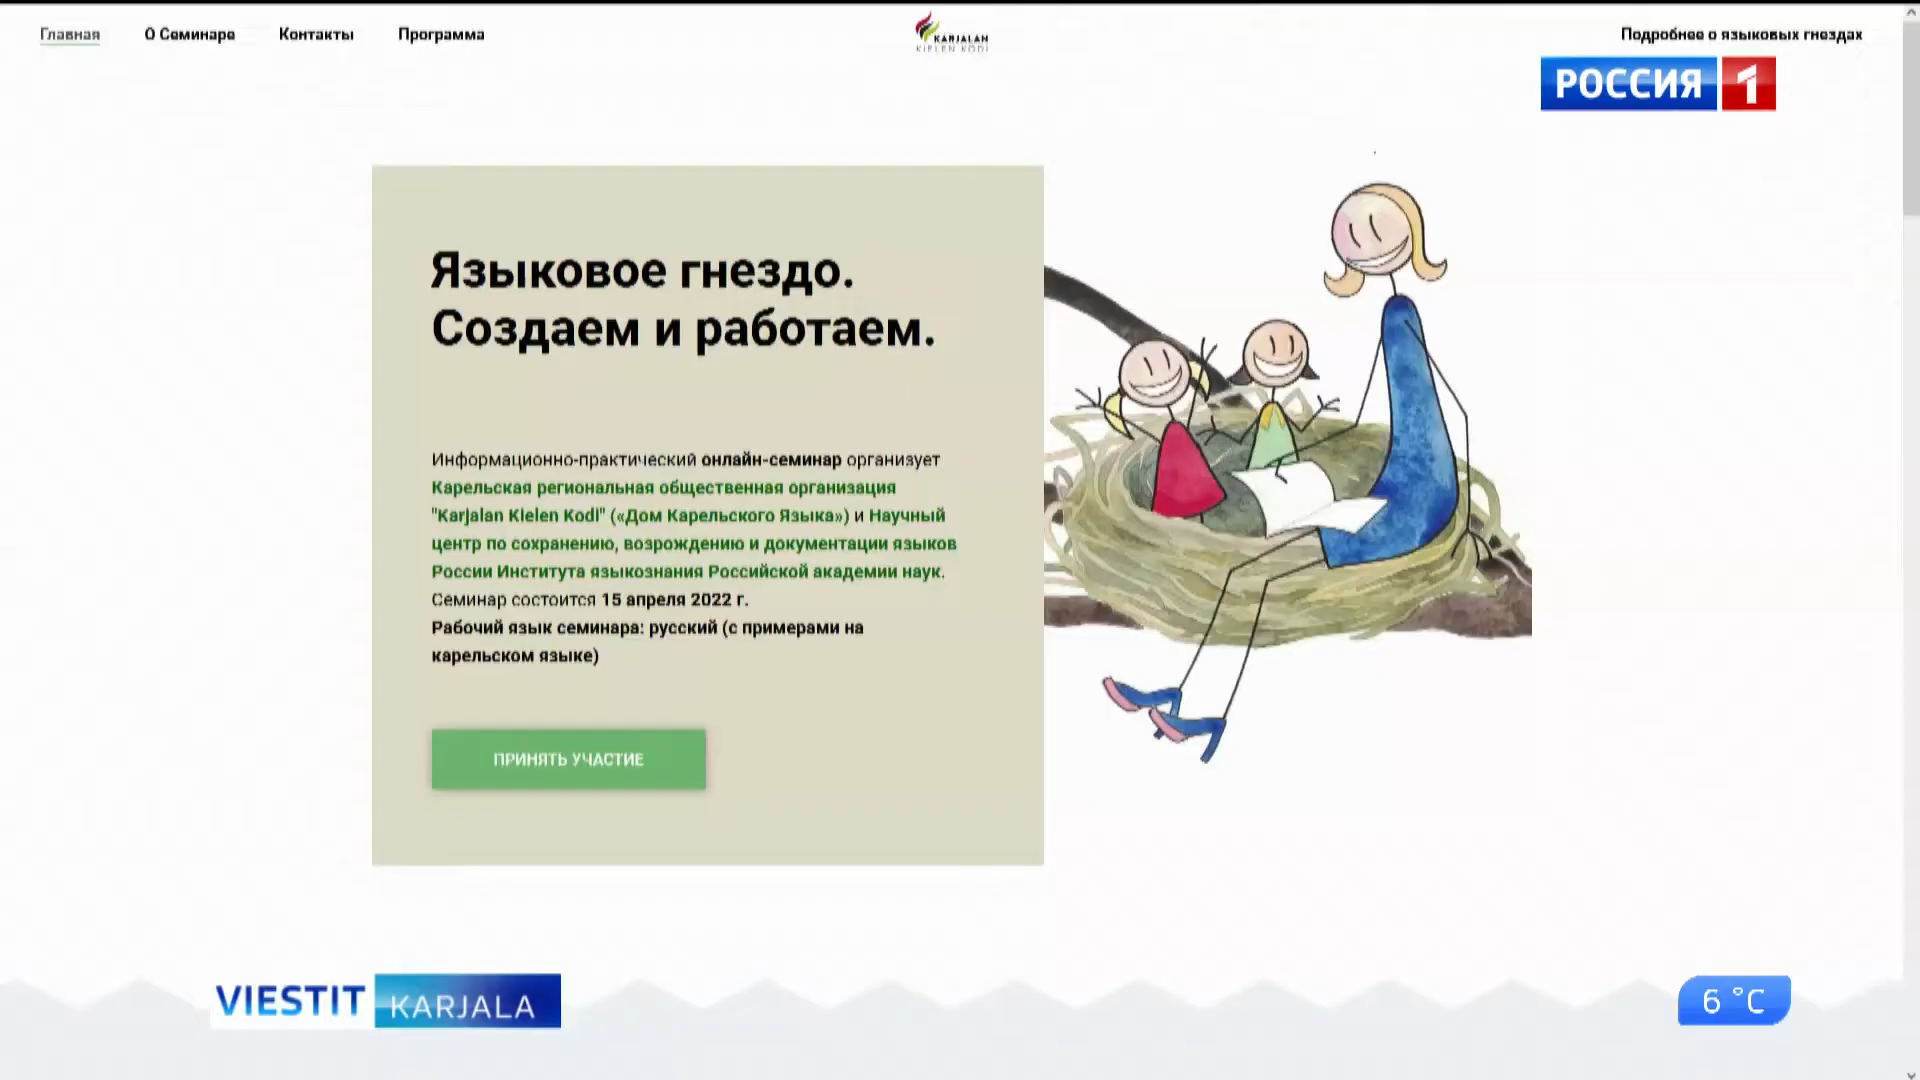 Главная О Семинаре Контакты Программа KARJALAN KIELEN KODI Подробнее о языковых гнездах
РОССИЯ 1
Языковое гнездо.
Создаем и работаем.
Информационно-практический онлайн-семинар организует
Карельская региональная общественная организация
"Karjalan Kielen Kodi" («Дом Карельского Языка») и Научный
центр по сохранению, возрождению и документации языков
России Института языкознания Российской академии наук.
Семинар состоится 15 апреля 2022 г.
Рабочий язык семинара: русский (с примерами на
карельском языке)
ПРИНЯТЬ УЧАСТИЕ
VIESTIT KARJALA
6 °C